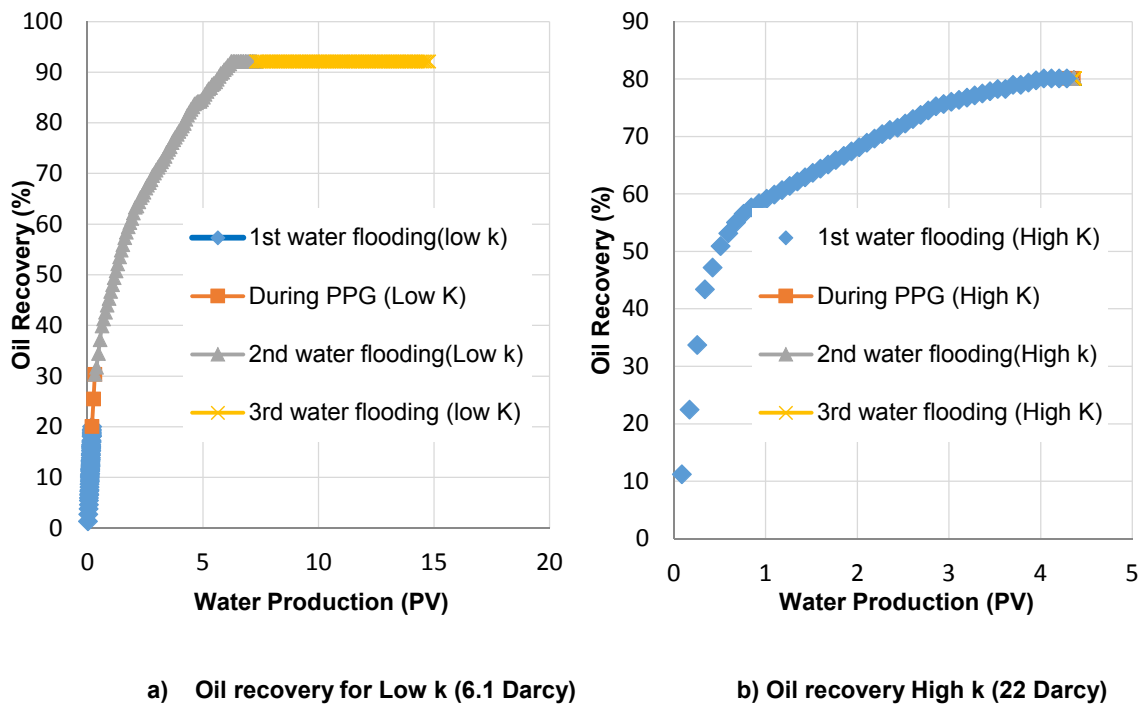 100
90
80
70
60
50
40
30
20
10
0
Oil Recovery (%)
1st water flooding(low k)
During PPG (Low K)
2nd water flooding(Low k)
3rd water flooding (low K)
0 5 10 15 20
Water Production (PV)
a) Oil recovery for Low k (6.1 Darcy)
90
80
70
60
50
40
30
20
10
0
Oil Recovery (%)
1st water flooding (High K)
During PPG (High K)
2nd water flooding(High k)
3rd water flooding (High K)
0 1 2 3 4 5
Water Production (PV)
b) Oil recovery High k (22 Darcy)